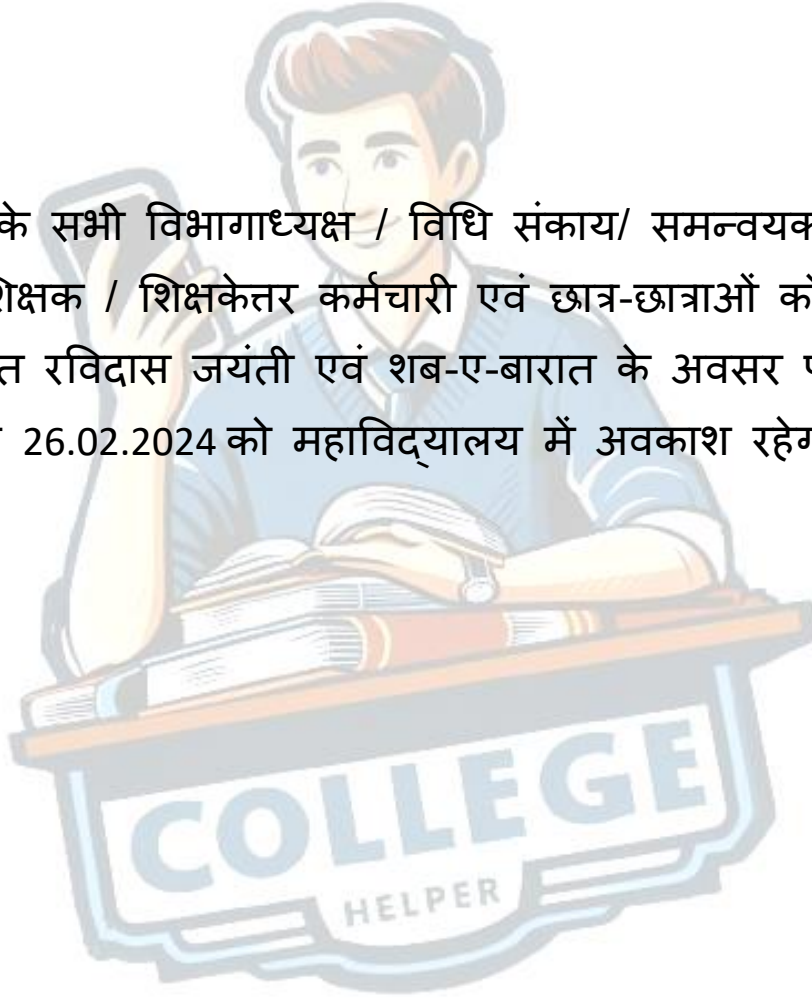 के सभी विभागाध्यक्ष / विधि संकाय/ समन्वयक
/ शिक्षकेत्तर कर्मचारी एवं छात्र-छात्राओं
रविदास जयंती एवं शब-ए-बारात के अवसर
26.02.2024 को महाविद्यालय में अवकाश
COLLEGE
HELPER